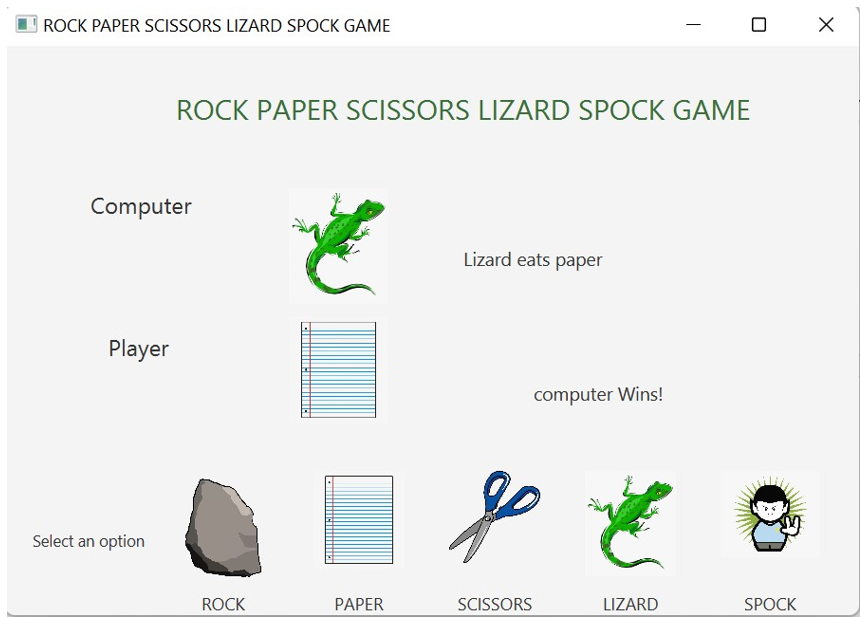 ROCK PAPER SCISSORS LIZARD SPOCK GAME
ROCK PAPER SCISSORS LIZARD SPOCK GAME
Computer
Lizard eats paper
Player
computer Wins!
Select an option
ROCK PAPER SCISSORS LIZARD SPOCK